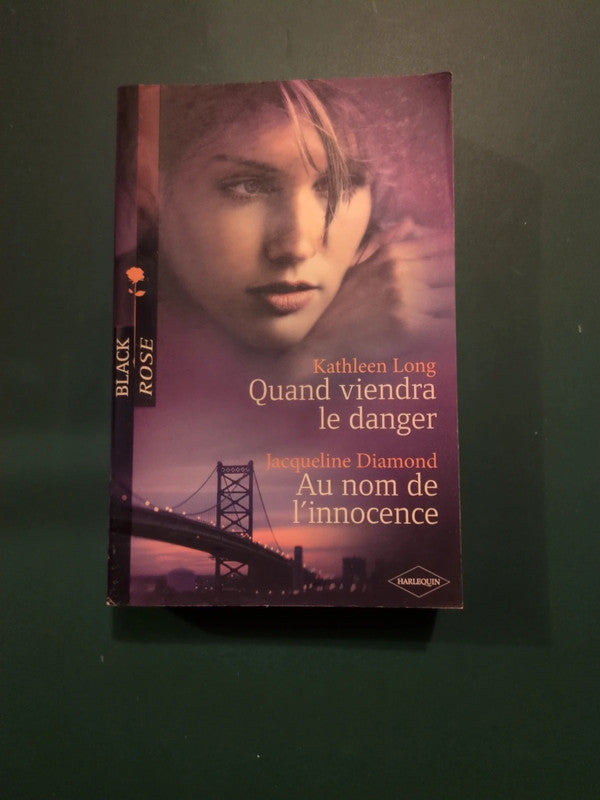 BLACK
ROSE
Kathleen Long
Quand viendra
le danger
Jacqueline Diamond
Au nom de
l'innocence
HARLEQUIN